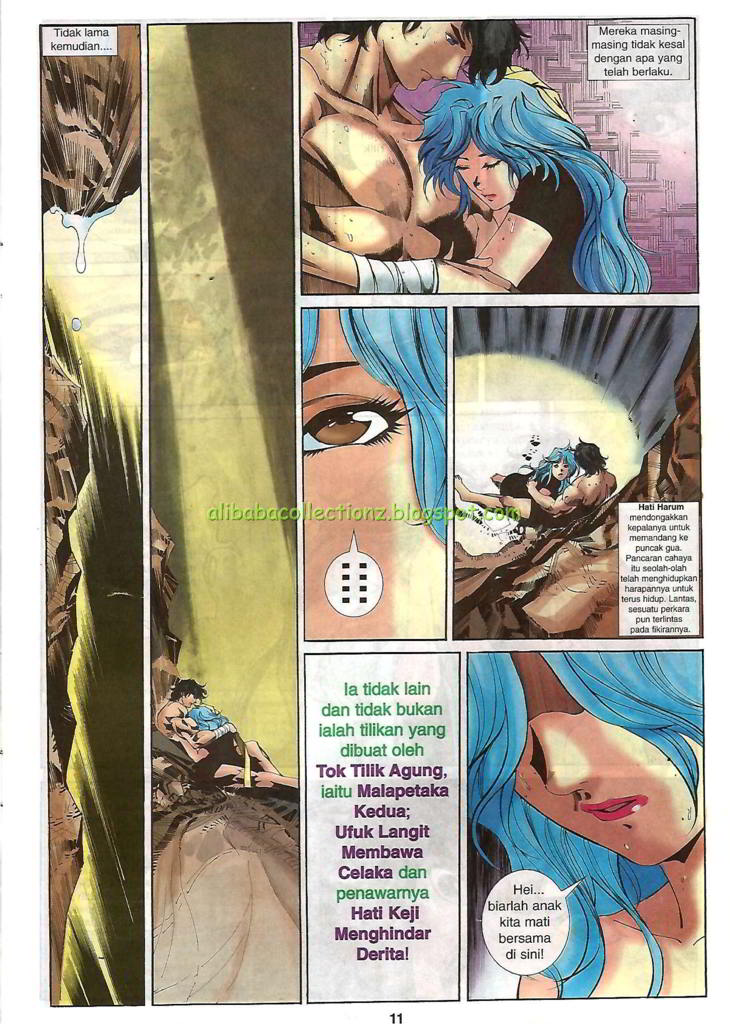 Tidak lama
kemudian....
Mereka masing-
masing tidak kesal
dengan apa yang
telah berlaku.
alibabacollectionz.blogspot.com
Hati Harum
mendongakkan
kepalanya untuk
memandang ke
puncak gua.
Pancaran cahaya
itu seolah-olah
telah menghidupkan
harapannya untuk
terus hidup. Lantas,
sesuatu perkara
pun terlintas
pada fikirannya.
Ia tidak lain
dan tidak bukan
ialah tilikan yang
dibuat oleh
Tok Tilik Agung,
iaitu Malapetaka
Kedua;
Ufuk Langit
Membawa
Celaka dan
penawarnya
Hati Keji
Menghindar
Derita!
Hei...
biarlah anak
kita mati
bersama
di sini!
11